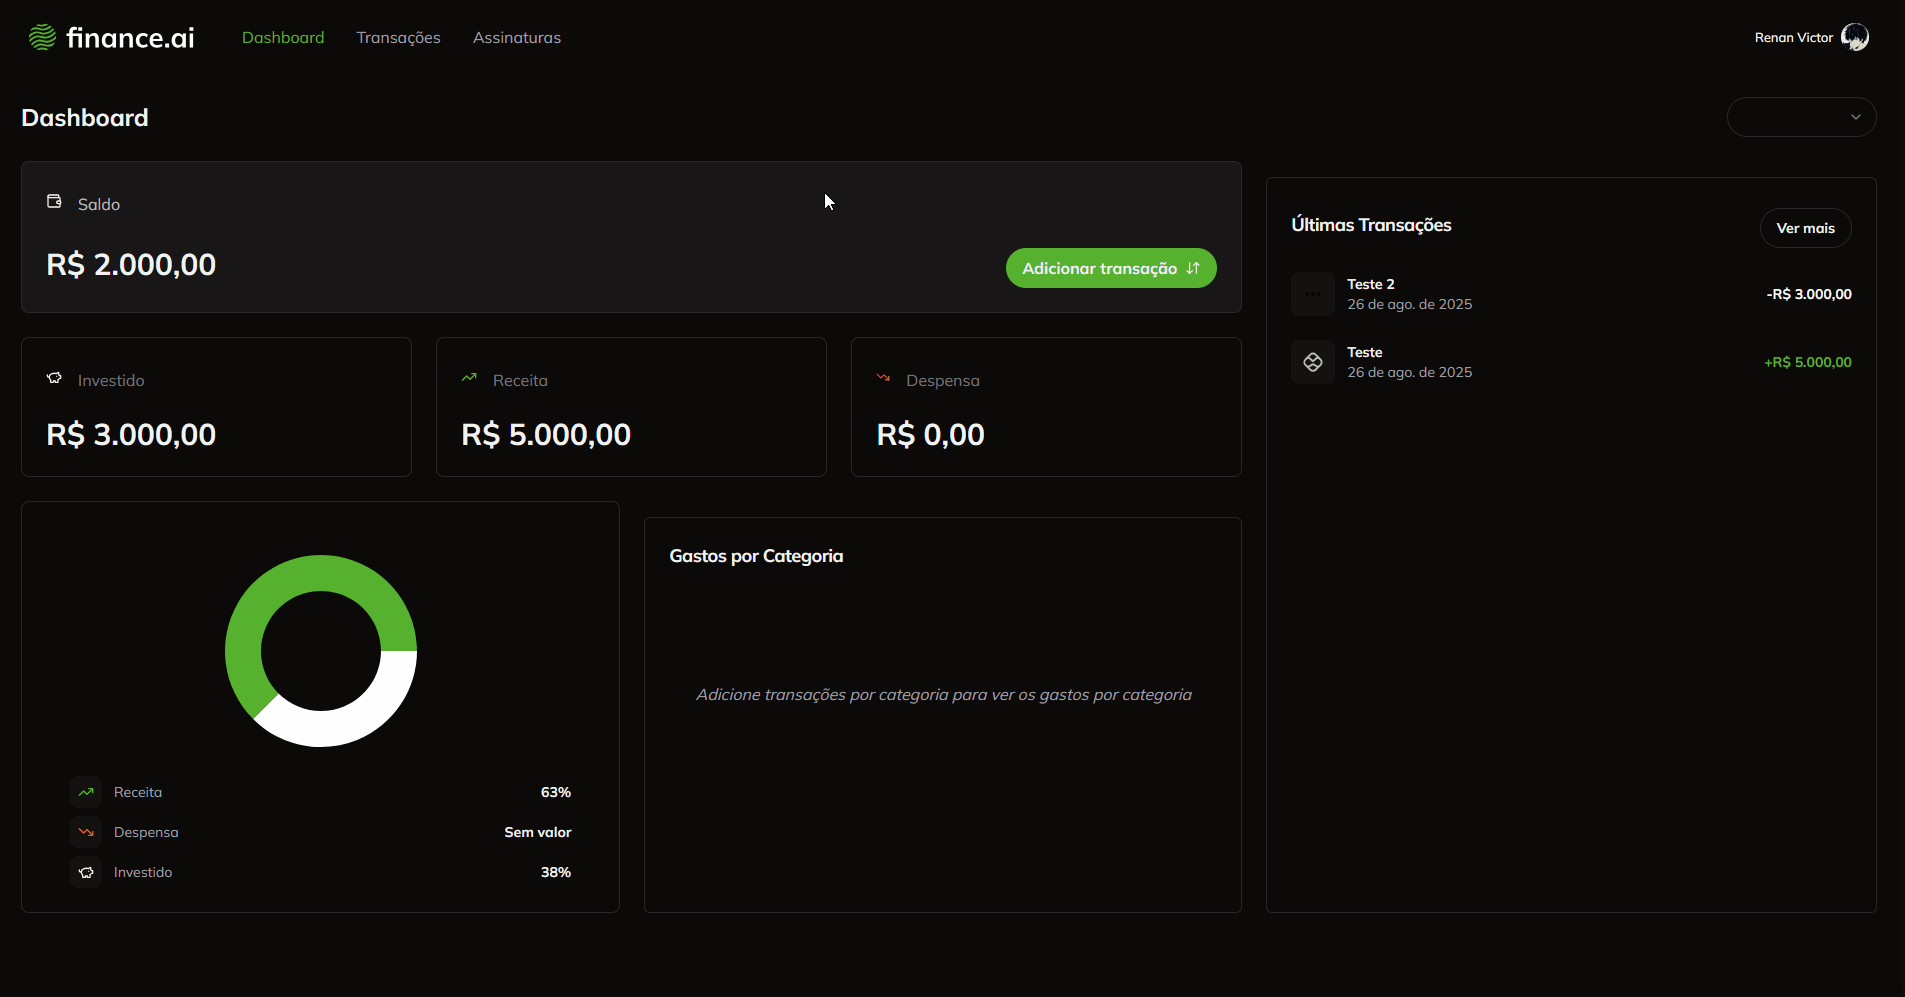 finance.ai
Dashboard
Transações
Assinaturas
Renan Victor
Dashboard
Saldo
R$ 2.000,00
Adicionar transação
Investido
R$ 3.000,00
Receita
R$ 5.000,00
Despensa
R$ 0,00
Receita
63%
Despensa
Sem valor
Investido
38%
Gastos por Categoria
Adicione transações por categoria para ver os gastos por categoria
Últimas Transações
Ver mais
Teste 2
26 de ago. de 2025
-R$ 3.000,00
Teste
26 de ago. de 2025
+R$ 5.000,00